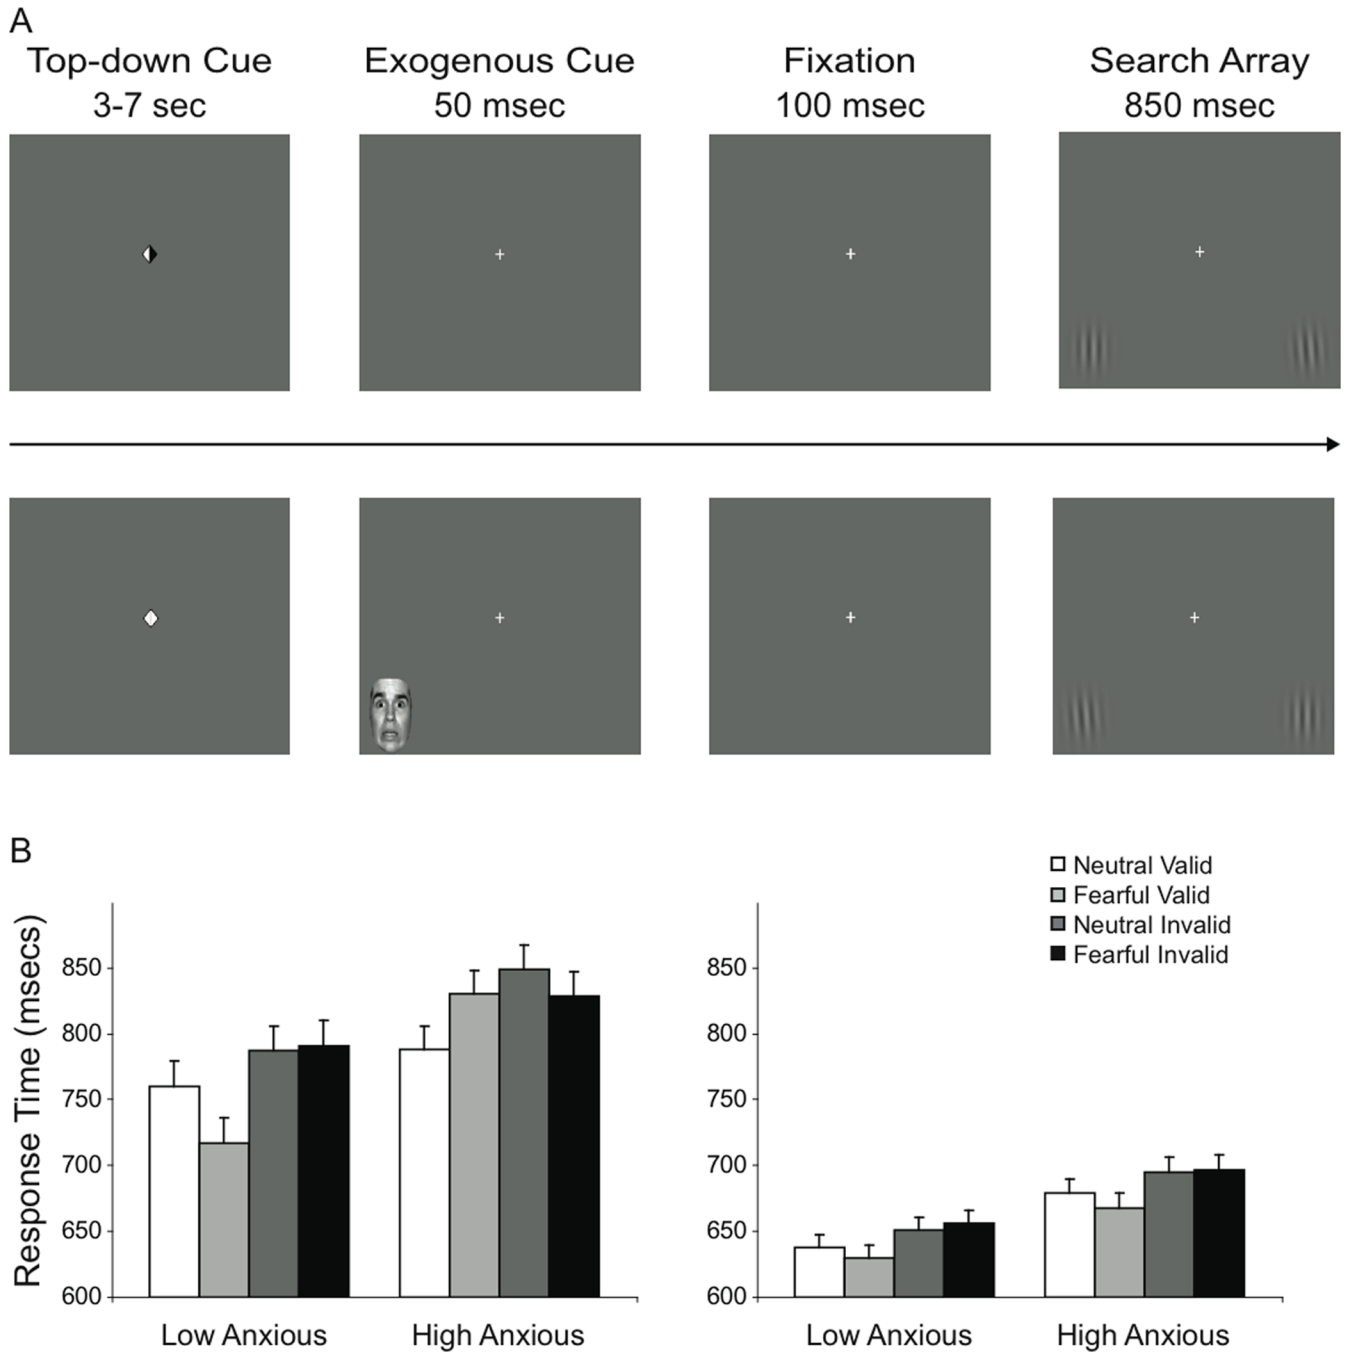 A
Top-down Cue
3-7 sec
Exogenous Cue
50 msec
Fixation
100 msec
Search Array
850 msec
B
Neutral Valid
Fearful Valid
Neutral Invalid
Fearful Invalid
Response Time (msecs)
850
800
750
700
650
600
Low Anxious
High Anxious
850
800
750
700
650
600
Low Anxious
High Anxious